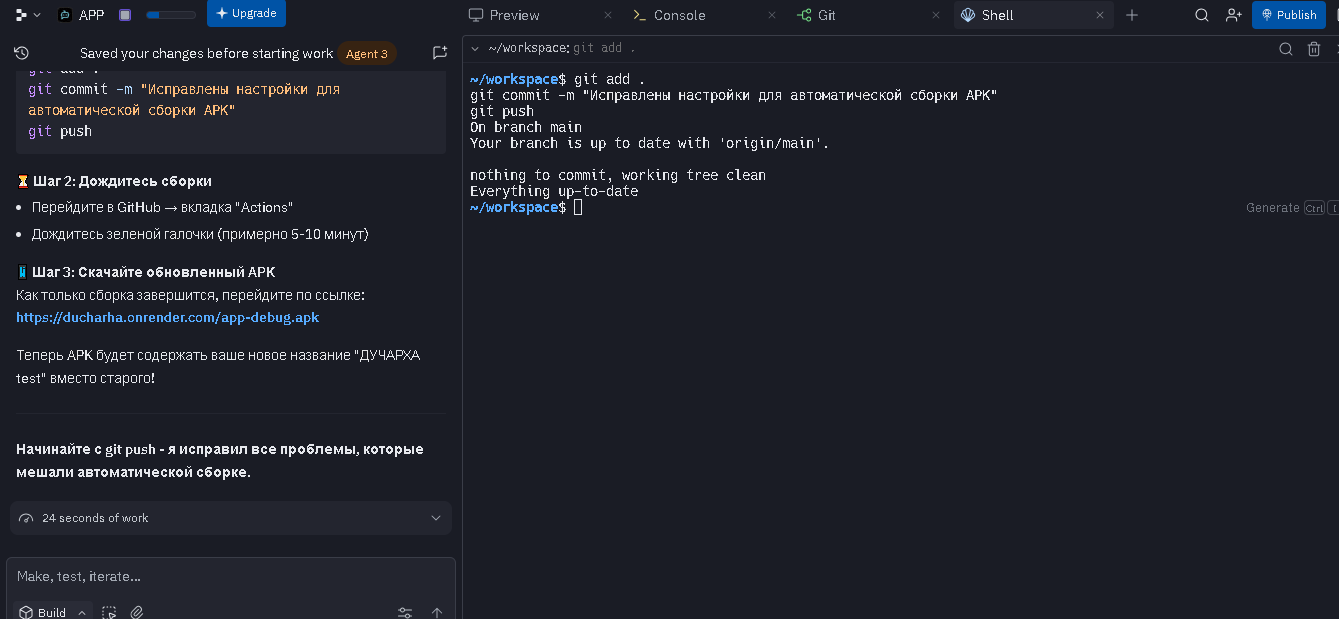 APP
Upgrade
Preview
Console
Git
Shell
Publish
Saved your changes before starting work
Agent 3
~/workspace: git add .
git add .
git commit -m "Исправлены настройки для
автоматической сборки APK"
git push
⏳ Шаг 2: Дождитесь сборки
• Перейдите в GitHub → вкладка "Actions"
• Дождитесь зеленой галочки (примерно 5-10 минут)
📱 Шаг 3: Скачайте обновленный APK
Как только сборка завершится, перейдите по ссылке:
https://ducharha.onrender.com/app-debug.apk
Теперь APK будет содержать ваше новое название "ДУЧАРХА
test" вместо старого!
Начинайте с git push - я исправил все проблемы, которые
мешали автоматической сборке.
24 seconds of work
Make, test, iterate...
Build
~/workspace$ git add .
git commit -m "Исправлены настройки для автоматической сборки APK"
git push
On branch main
Your branch is up to date with 'origin/main'.
nothing to commit, working tree clean
Everything up-to-date
~/workspace$
Generate Ctrl